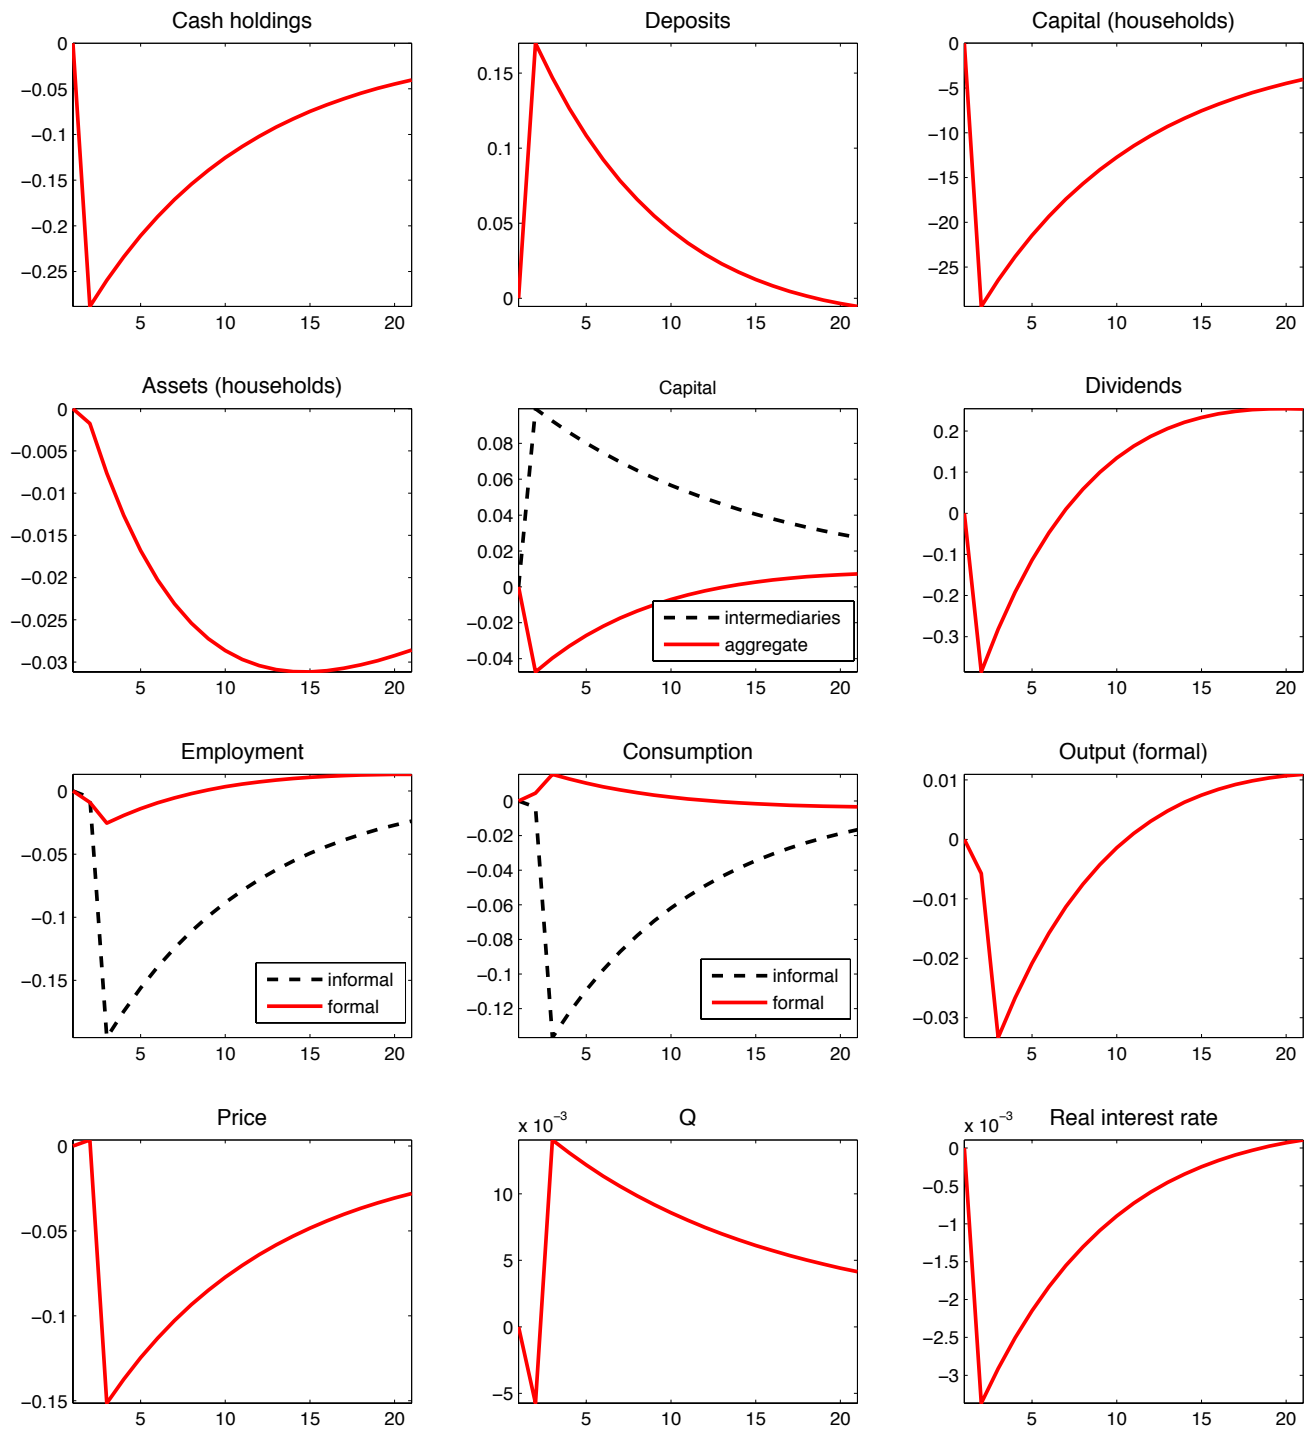 Cash holdings
0
−0.05
−0.1
−0.15
−0.2
−0.25
5 10 15 20
Deposits
0.15
0.1
0.05
0
5 10 15 20
Capital (households)
0
−5
−10
−15
−20
−25
5 10 15 20
Assets (households)
0
−0.005
−0.01
−0.015
−0.02
−0.025
−0.03
5 10 15 20
Capital
0.08
0.06
0.04
0.02
0
−0.02
−0.04
intermediaries
aggregate
5 10 15 20
Dividends
0.2
0.1
0
−0.1
−0.2
−0.3
5 10 15 20
Employment
0
−0.05
−0.1
−0.15
informal
formal
5 10 15 20
Consumption
0
−0.02
−0.04
−0.06
−0.08
−0.1
−0.12
informal
formal
5 10 15 20
Output (formal)
0.01
0
−0.01
−0.02
−0.03
5 10 15 20
Price
0
−0.05
−0.1
−0.15
5 10 15 20
Q
x 10−3
10
5
0
−5
5 10 15 20
Real interest rate
x 10−3
0
−0.5
−1
−1.5
−2
−2.5
−3
5 10 15 20